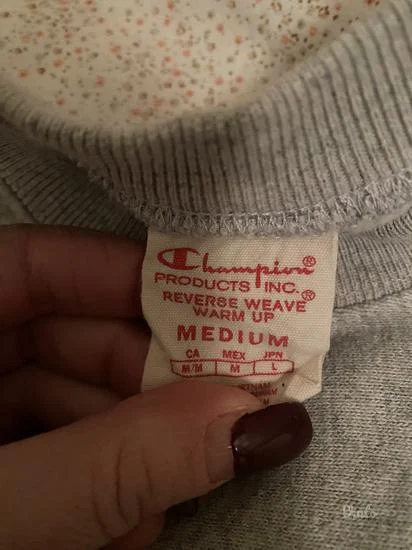 Champion®
PRODUCTS INC.
REVERSE WEAVE®
WARM UP
MEDIUM
CA MEX JPN
M/M M L